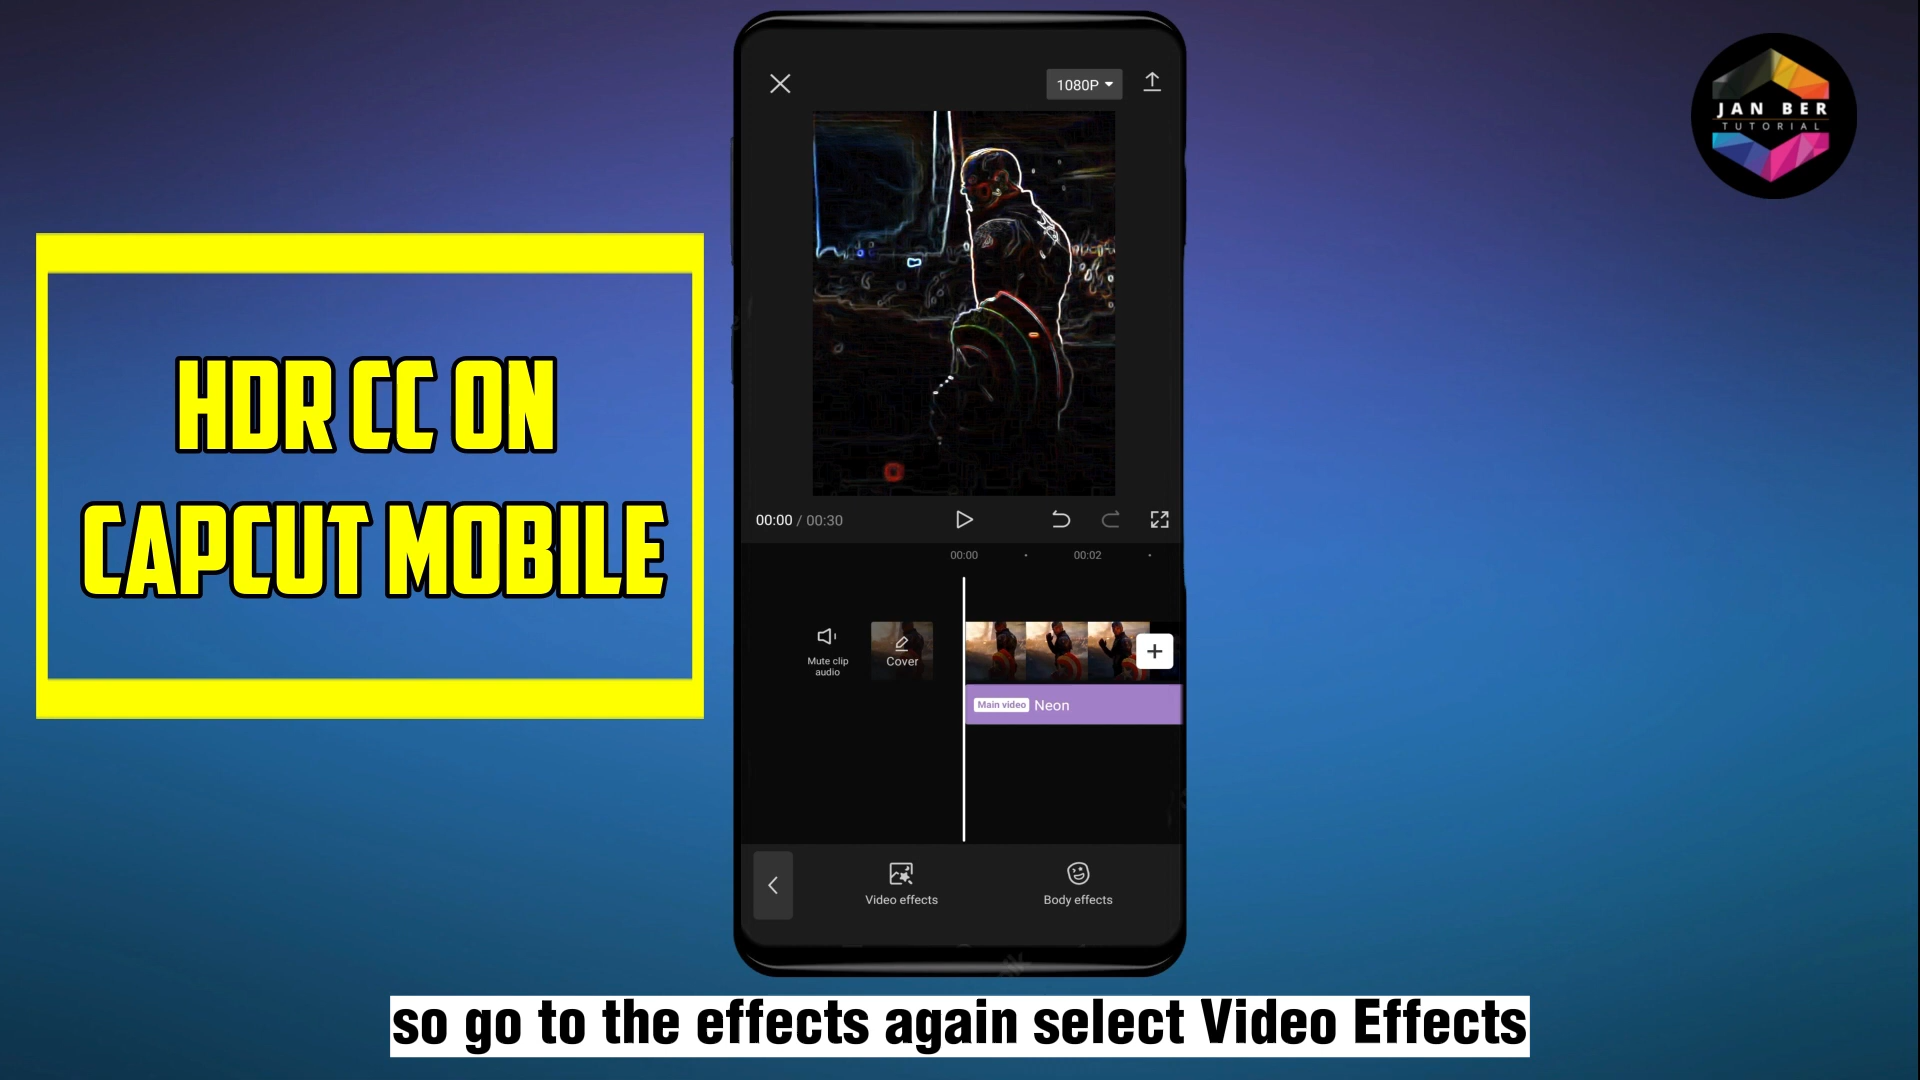 JAN BER
TUTORIAL
HDR CC ON
CAPCUT MOBILE
1080P
00:00 / 00:30
00:00
00:02
Mute clip
audio
Cover
Main video Neon
Video effects
Body effects
so go to the effects again select Video Effects